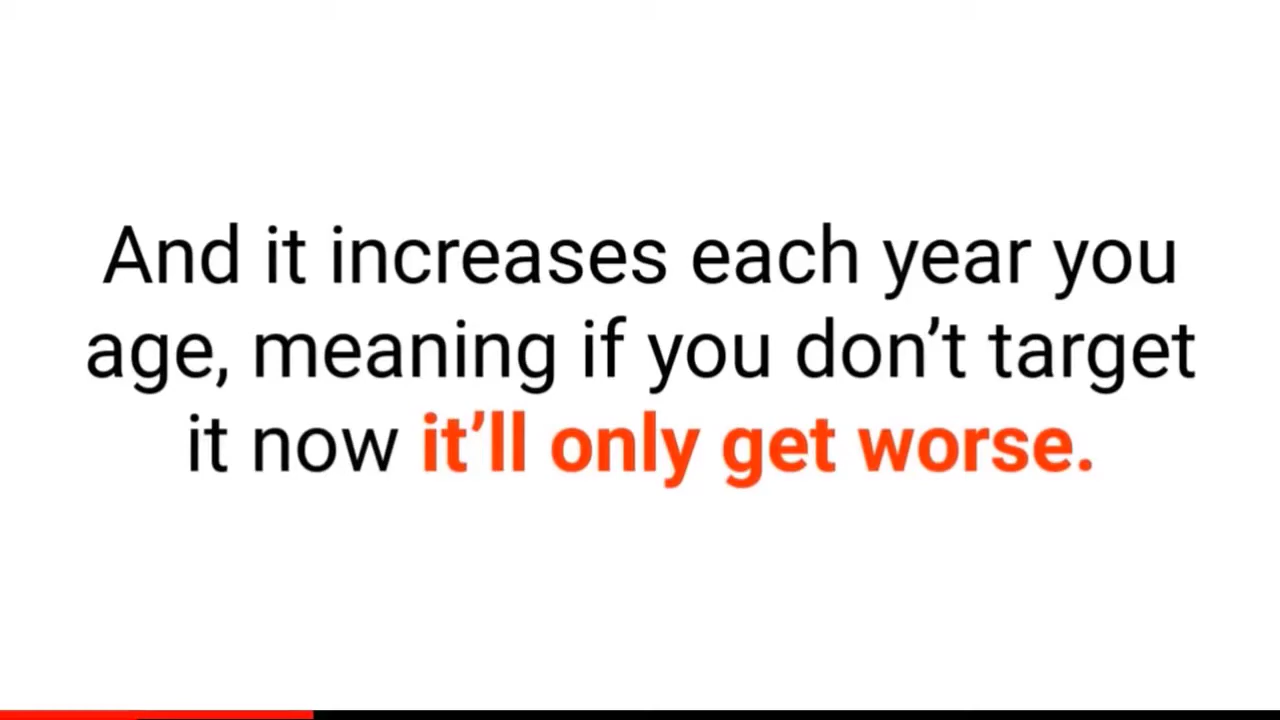 And it increases each year you
age, meaning if you don’t target
it now it’ll only get worse.